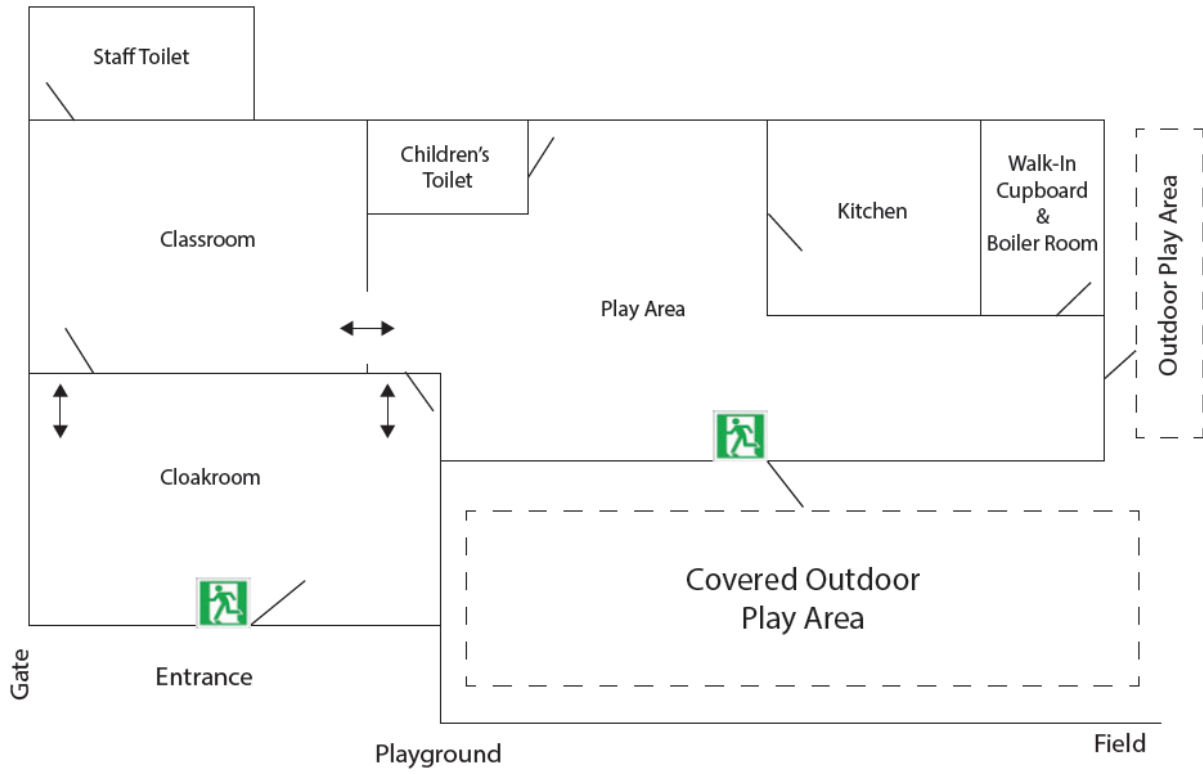 Staff Toilet
Children's
Toilet
Walk-In
Cupboard
&
Boiler Room
Kitchen
Classroom
Outdoor Play Area
Play Area
Cloakroom
Covered Outdoor
Play Area
Gate
Entrance
Playground
Field